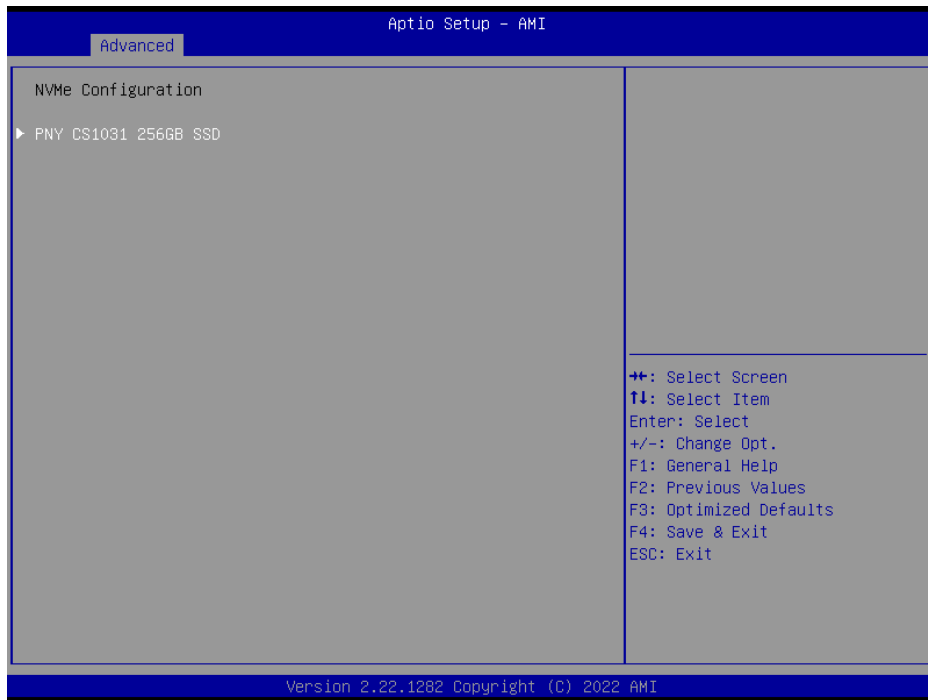 Aptio Setup – AMI
Advanced
NVMe Configuration
▶ PNY CS1031 256GB SSD
→←: Select Screen
↑↓: Select Item
Enter: Select
+/-: Change Opt.
F1: General Help
F2: Previous Values
F3: Optimized Defaults
F4: Save & Exit
ESC: Exit
Version 2.22.1282 Copyright (C) 2022 AMI